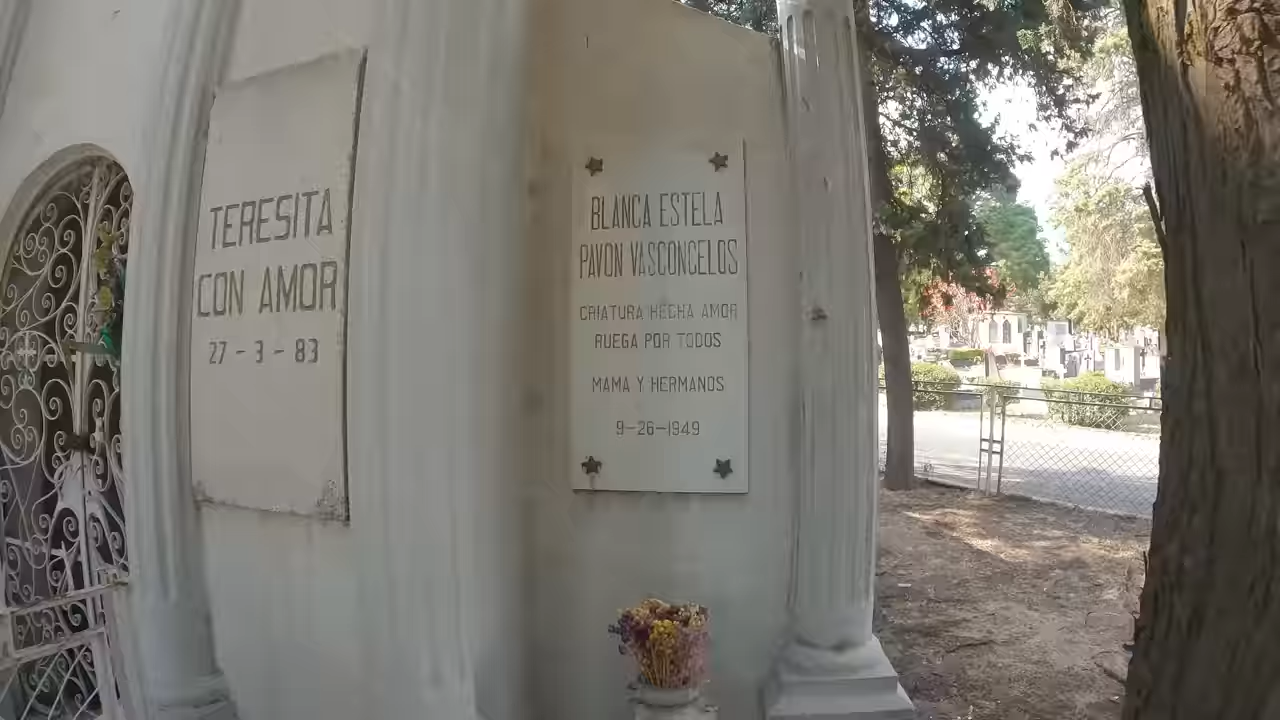 TERESITA
CON AMOR
27 - 3 - 83
BLANCA ESTELA
PAVON VASCONCELOS
CRIATURA HECHA AMOR
RUEGA POR TODOS
MAMA Y HERMANOS
9-26-1949